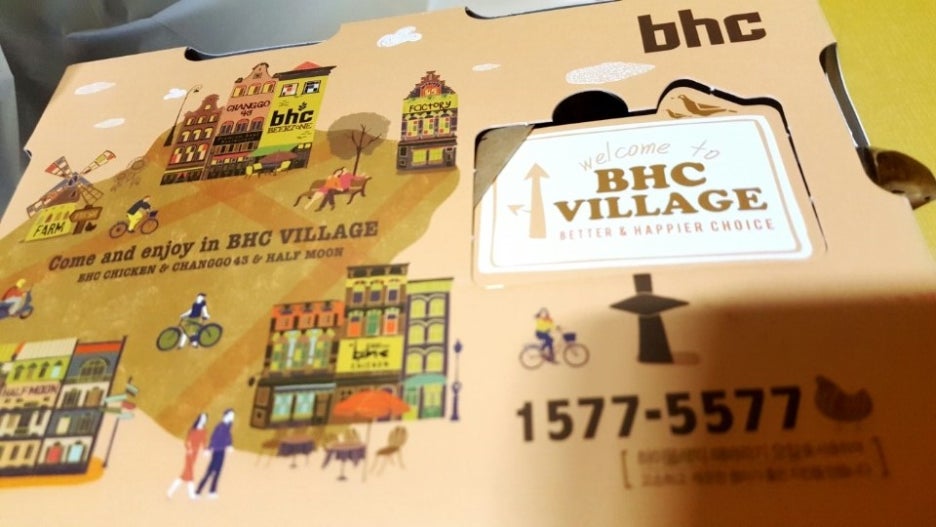 bhc
CHANGGO
43
bhc
BEERZONE
FACTORY
welcome to
BHC
VILLAGE
BETTER & HAPPIER CHOICE
FARM
Come and enjoy in BHC VILLAGE
BHC CHICKEN & CHANGGO 43 & HALF MOON
bhc
CHICKEN
HALF MOON
1577-5577